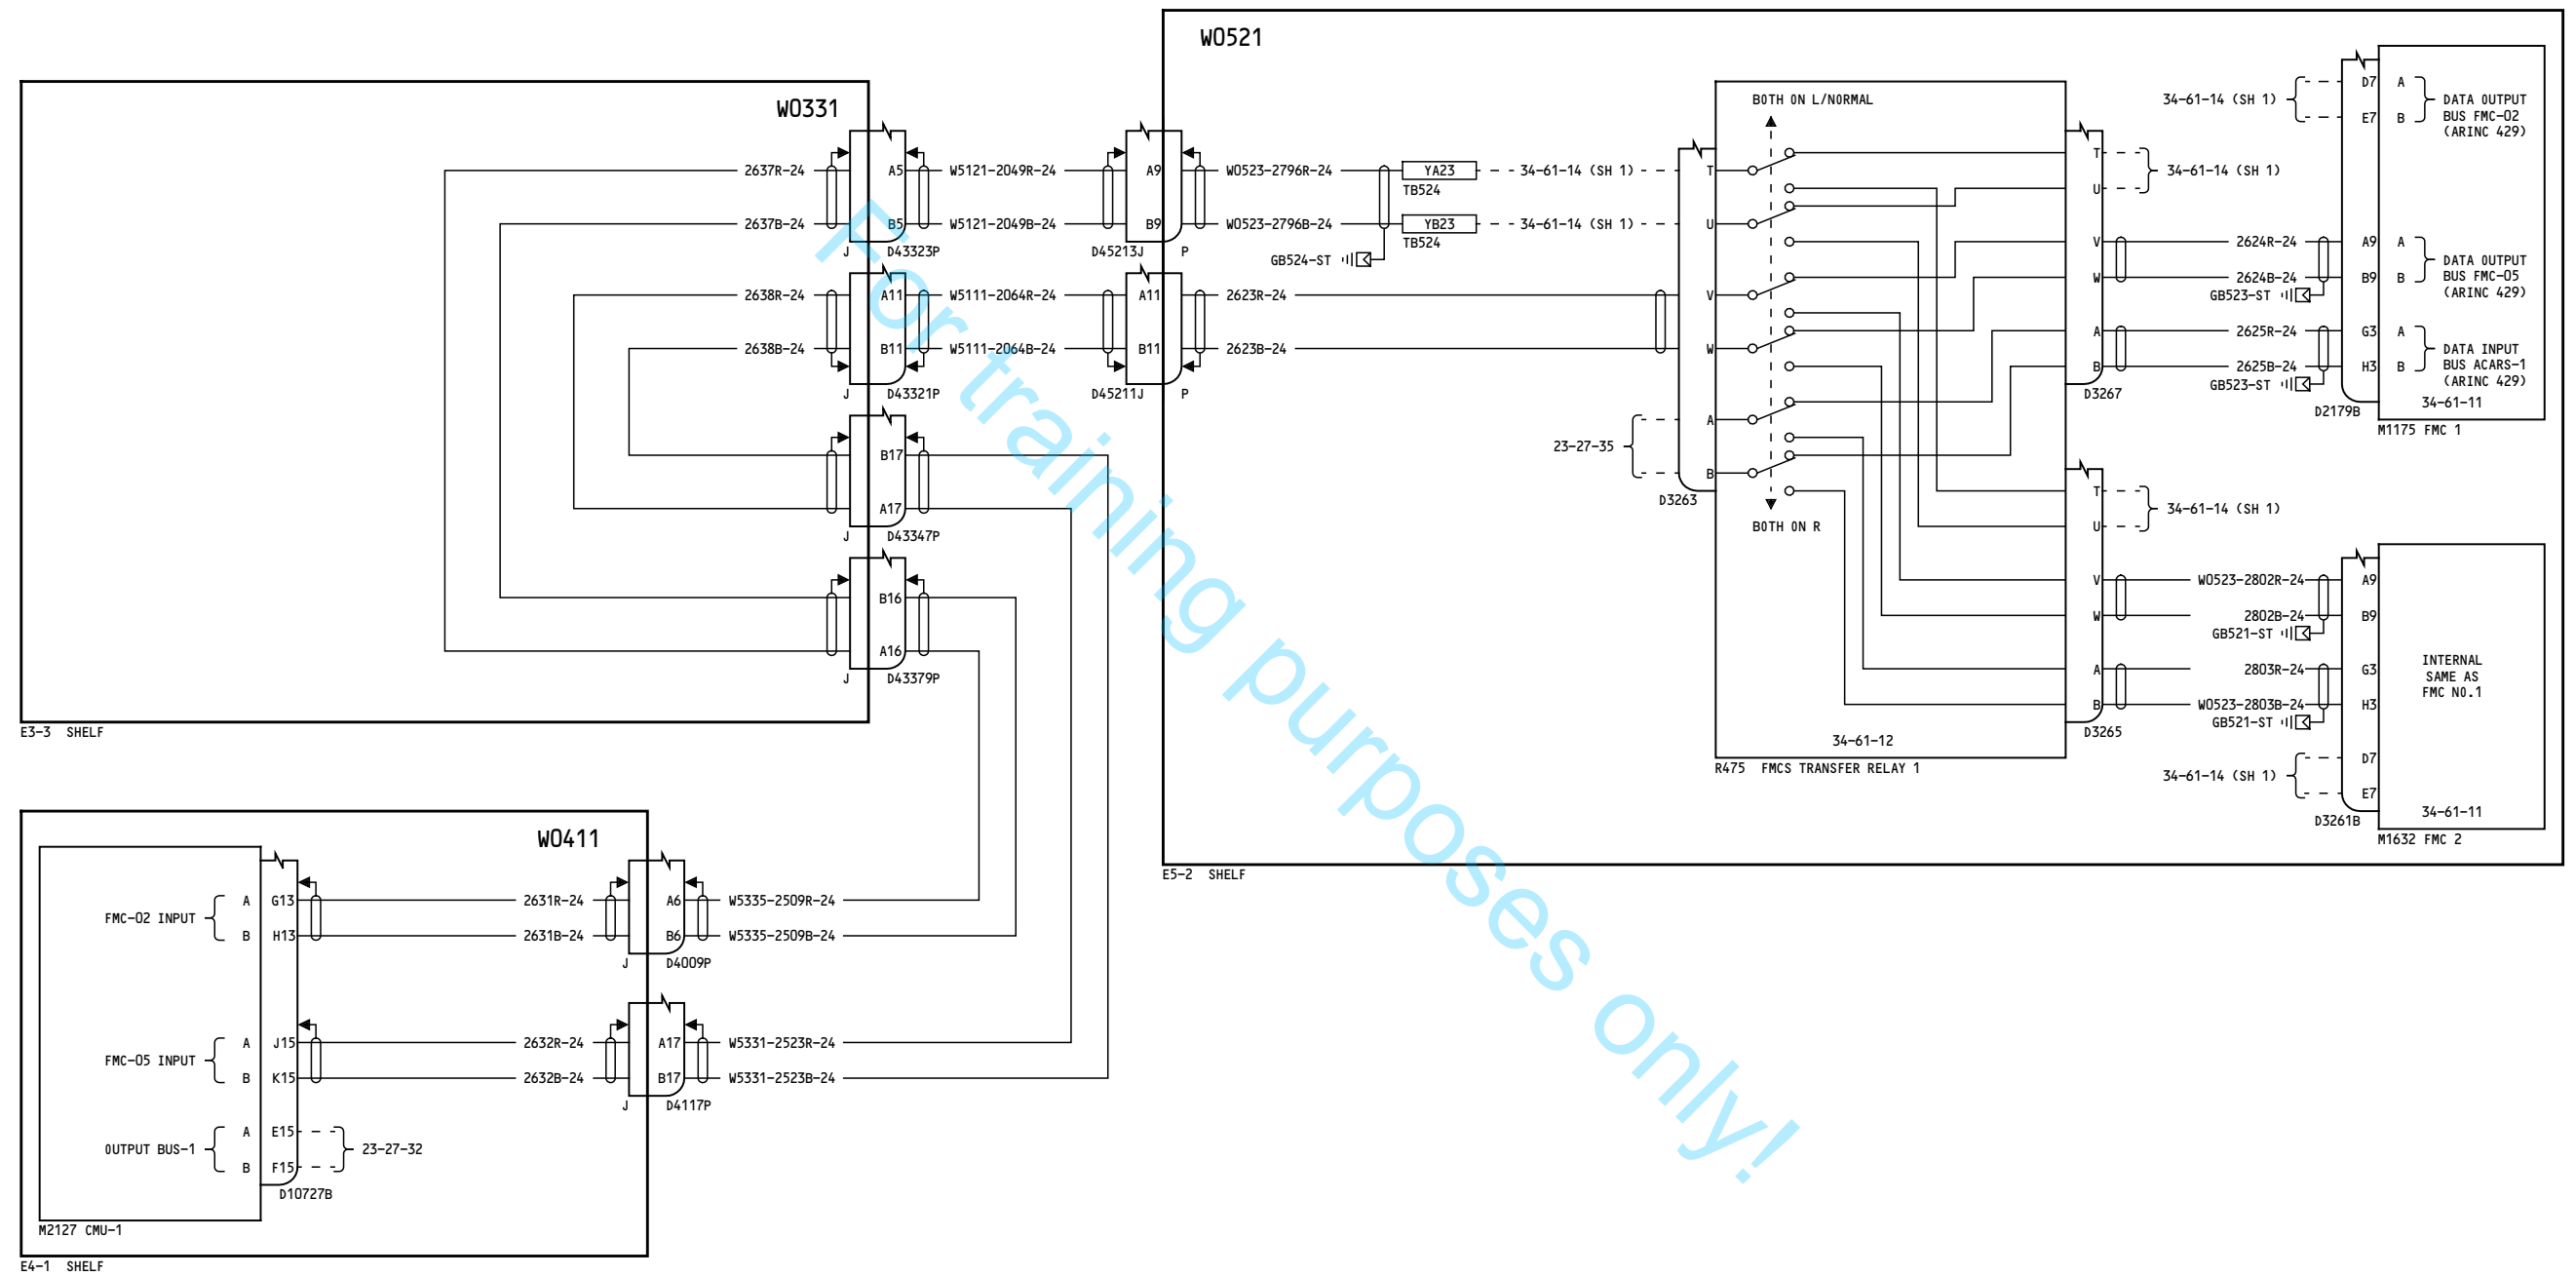 W0521
W0331
2637R-24
A5
W5121-2049R-24
A9
W0523-2796R-24
YA23
TB524
34-61-14 (SH 1)
2637B-24
B5
W5121-2049B-24
B9
W0523-2796B-24
YB23
TB524
34-61-14 (SH 1)
J
D43323P
D45213J
P
GB524-ST
2638R-24
A11
W5111-2064R-24
A11
2623R-24
2638B-24
B11
W5111-2064B-24
B11
2623B-24
J
D43321P
D45211J
P
B17
A17
J
D43347P
B16
A16
J
D43379P
E3-3 SHELF
23-27-35
T
U
V
W
A
B
D3263
BOTH ON L/NORMAL
BOTH ON R
34-61-12
R475 FMCS TRANSFER RELAY 1
T
U
34-61-14 (SH 1)
V
2624R-24
W
2624B-24
GB523-ST
A
2625R-24
B
2625B-24
GB523-ST
D3267
T
U
34-61-14 (SH 1)
V
W0523-2802R-24
W
2802B-24
GB521-ST
A
2803R-24
B
W0523-2803B-24
GB521-ST
D3265
34-61-14 (SH 1)
D7 A
E7 B
DATA OUTPUT
BUS FMC-02
(ARINC 429)
A9 A
B9 B
DATA OUTPUT
BUS FMC-05
(ARINC 429)
G3 A
H3 B
DATA INPUT
BUS ACARS-1
(ARINC 429)
34-61-11
D2179B
M1175 FMC 1
A9
B9
G3
H3
INTERNAL
SAME AS
FMC NO.1
34-61-14 (SH 1)
D7
E7
34-61-11
D3261B
M1632 FMC 2
E5-2 SHELF
W0411
FMC-02 INPUT
A G13
2631R-24
A6
W5335-2509R-24
B H13
2631B-24
B6
W5335-2509B-24
J
D4009P
FMC-05 INPUT
A J15
2632R-24
A17
W5331-2523R-24
B K15
2632B-24
B17
W5331-2523B-24
J
D4117P
OUTPUT BUS-1
A E15
B F15
23-27-32
D10727B
M2127 CMU-1
E4-1 SHELF
For training purposes only!